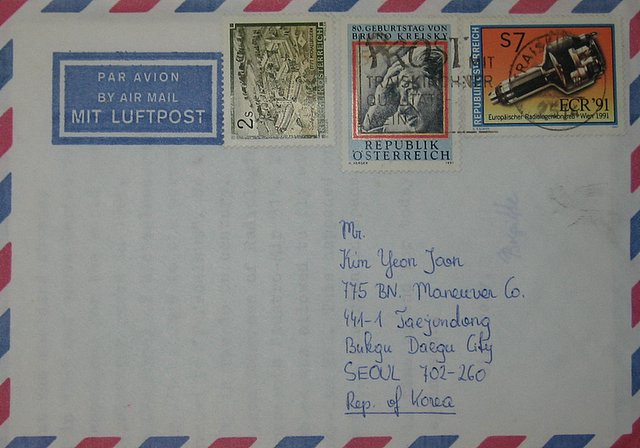 PAR AVION
BY AIR MAIL
MIT LUFTPOST
2s
ÖSTERREICH
80. GEBURTSTAG VON
BRUNO KREISKY
REPUBLIK
ÖSTERREICH
1991
REPUBLIK ÖSTERREICH
S7
ECR'91
Europäischer Radiologenkongreß • Wien 1991
Mr.
Kim Yeon Joon
775 BN. Maneuver Co.
441-1 Taejondong
Bukgu Daegu City
SEOUL 702-260
Rep. of Korea